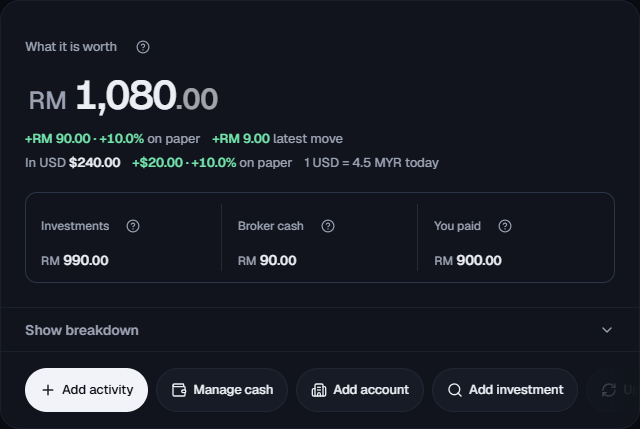 What it is worth
RM 1,080.00
+RM 90.00 · +10.0% on paper +RM 9.00 latest move
In USD $240.00 +$20.00 · +10.0% on paper 1 USD = 4.5 MYR today
Investments Broker cash You paid
RM 990.00 RM 90.00 RM 900.00
Show breakdown
Add activity Manage cash Add account Add investment